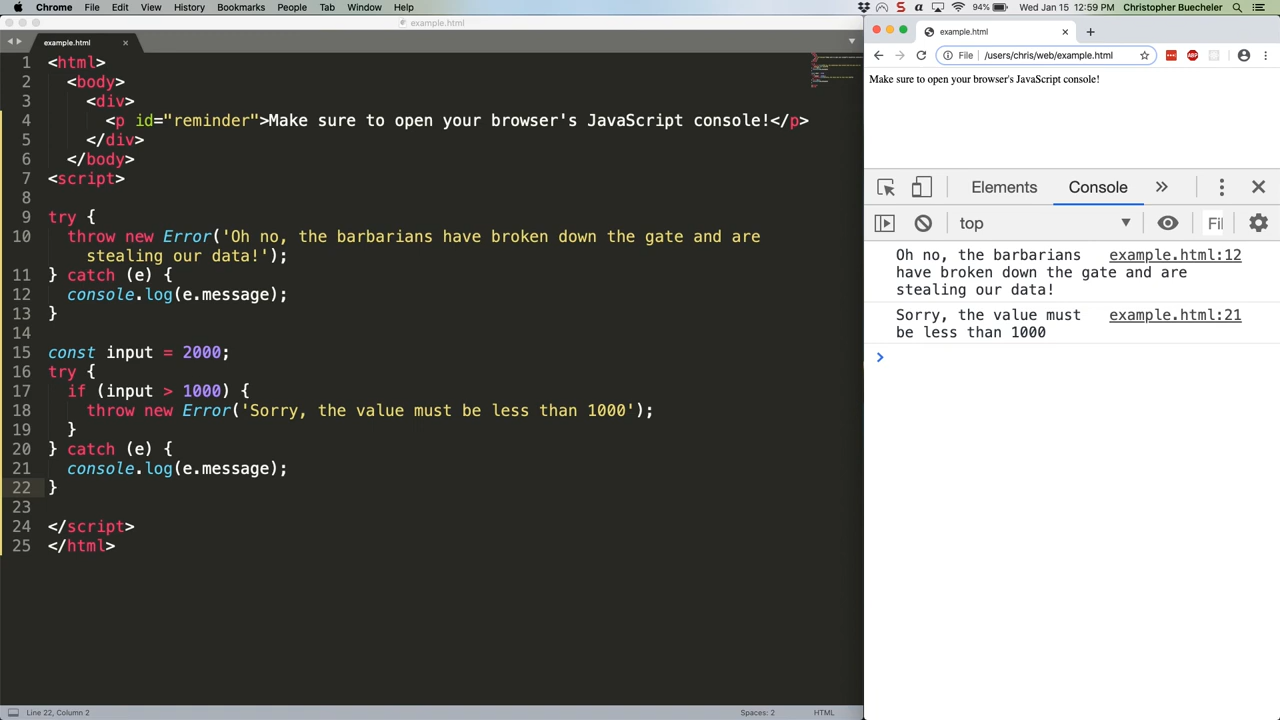 Chrome File Edit View History Bookmarks People Tab Window Help
94% Wed Jan 15 12:59 PM Christopher Buecheler
example.html
example.html
1 <html>
2 <body>
3 <div>
4 <p id="reminder">Make sure to open your browser's JavaScript console!</p>
5 </div>
6 </body>
7 <script>
8
9 try {
10 throw new Error('Oh no, the barbarians have broken down the gate and are
stealing our data!');
11 } catch (e) {
12 console.log(e.message);
13 }
14
15 const input = 2000;
16 try {
17 if (input > 1000) {
18 throw new Error('Sorry, the value must be less than 1000');
19 }
20 } catch (e) {
21 console.log(e.message);
22 }
23
24 </script>
25 </html>
Line 22, Column 2
Spaces: 2 HTML
example.html
File /users/chris/web/example.html
ABP
Make sure to open your browser's JavaScript console!
Elements Console
top Fil
Oh no, the barbarians example.html:12
have broken down the gate and are
stealing our data!
Sorry, the value must example.html:21
be less than 1000